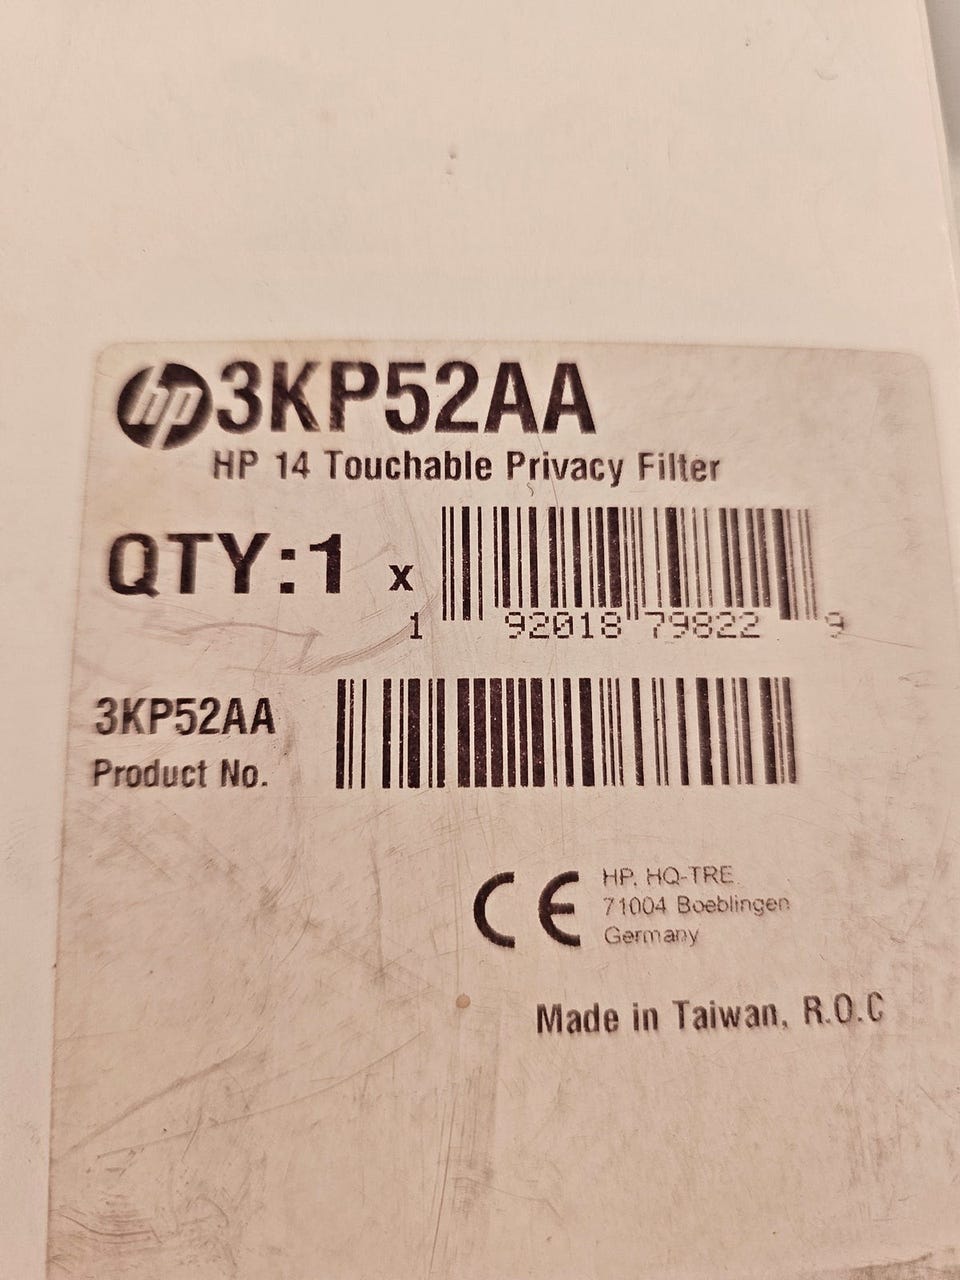 hp 3KP52AA
HP 14 Touchable Privacy Filter
QTY:1 x
1 92018 79822 9
3KP52AA
Product No.
CE
HP, HQ-TRE
71004 Boeblingen
Germany
Made in Taiwan, R.O.C